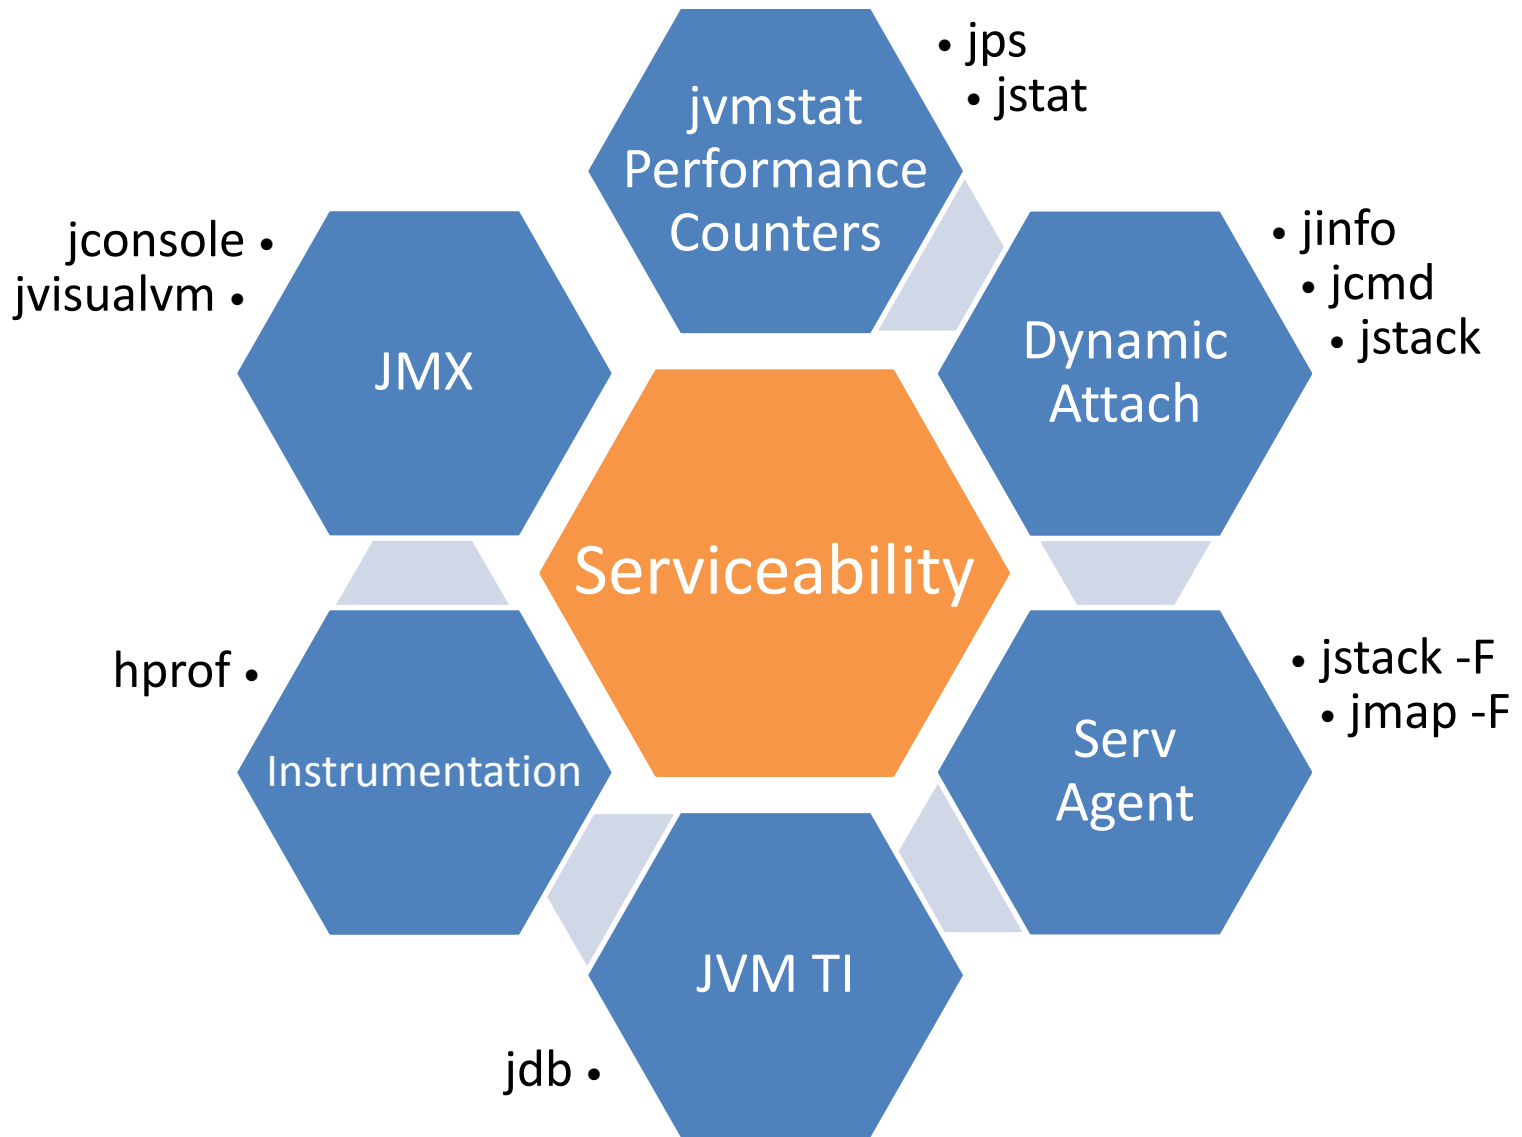 jvmstat
Performance
Counters
• jps
• jstat
Dynamic
Attach
• jinfo
• jcmd
• jstack
Serv
Agent
• jstack -F
• jmap -F
JVM TI
jdb •
Instrumentation
hprof •
JMX
jconsole •
jvisualvm •
Serviceability